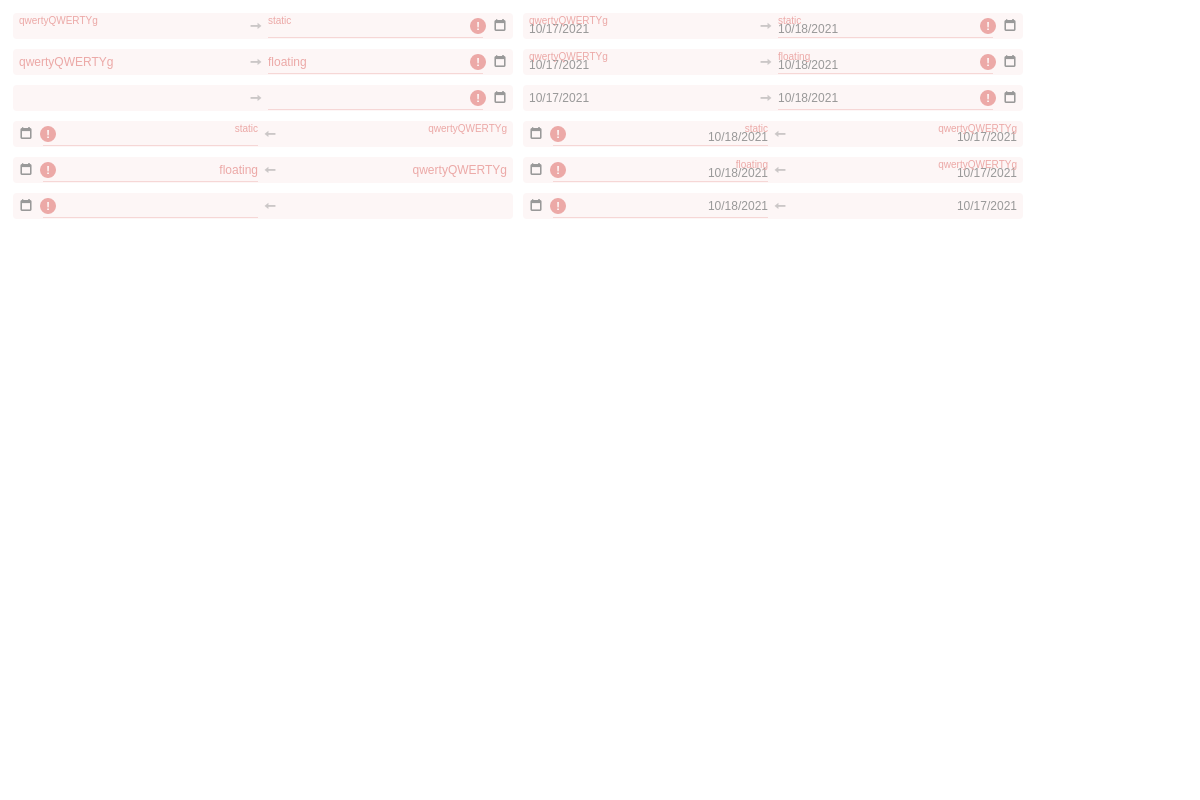 qwertyQWERTYg static ! qwertyQWERTYg static !
10/17/2021 10/18/2021
qwertyQWERTYg floating ! qwertyQWERTYg floating !
10/17/2021 10/18/2021
! 10/17/2021 10/18/2021 !
! static qwertyQWERTYg ! static qwertyQWERTYg
10/18/2021 10/17/2021
! floating qwertyQWERTYg ! floating qwertyQWERTYg
10/18/2021 10/17/2021
! ! 10/18/2021 10/17/2021